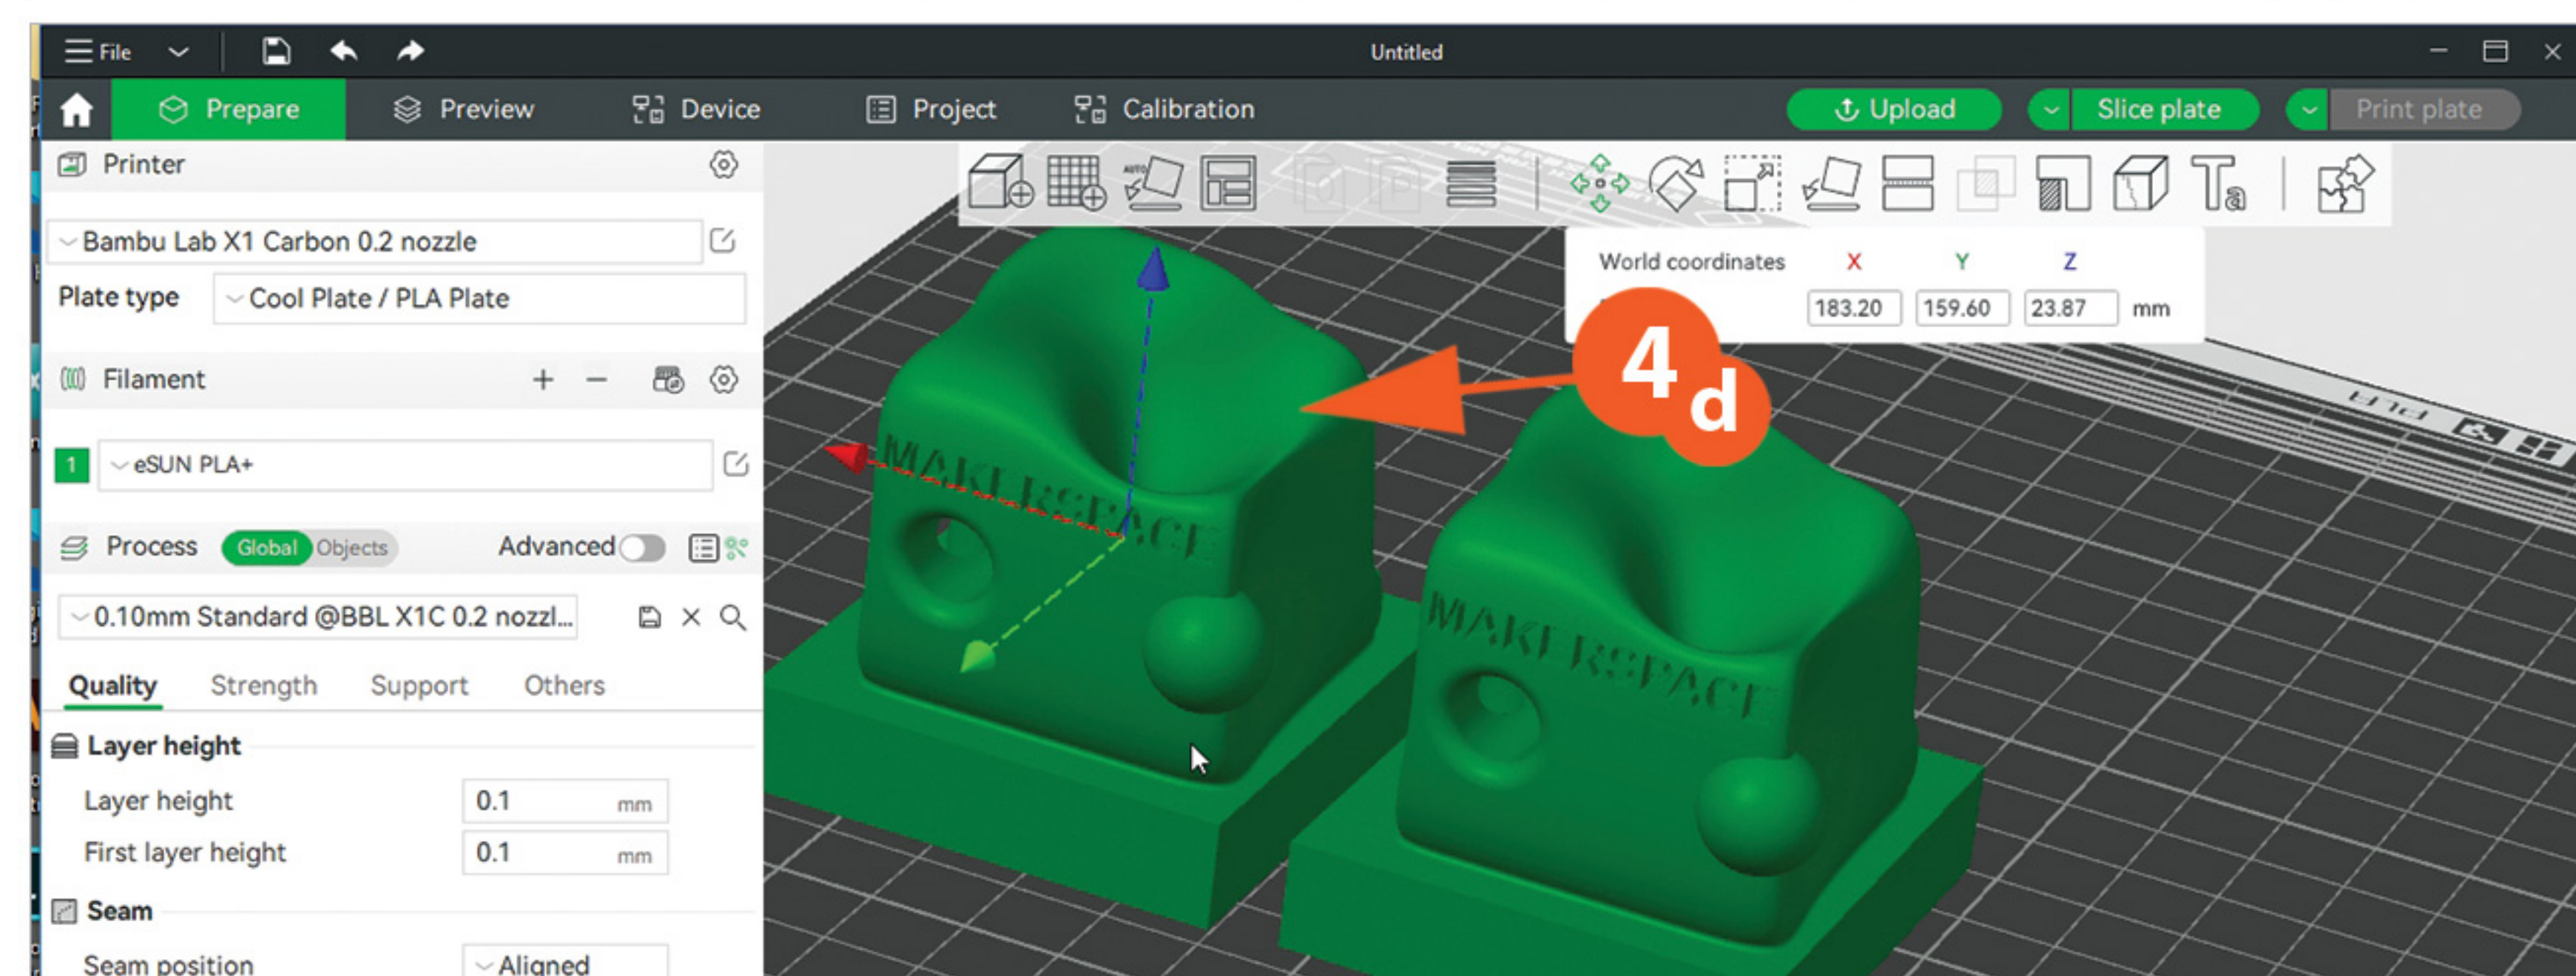 File
Untitled
Prepare Preview Device Project Calibration Upload Slice plate Print plate
Printer
AUTO
Bambu Lab X1 Carbon 0.2 nozzle
World coordinates X Y Z
Plate type Cool Plate / PLA Plate
183.20 159.60 23.87 mm
4 d
Filament
1 eSUN PLA+
MAKERSPACE
MAKERSPACE
Process Global Objects Advanced
0.10mm Standard @BBL X1C 0.2 nozzl...
Quality Strength Support Others
Layer height
Layer height 0.1 mm
First layer height 0.1 mm
Seam
Seam position Aligned